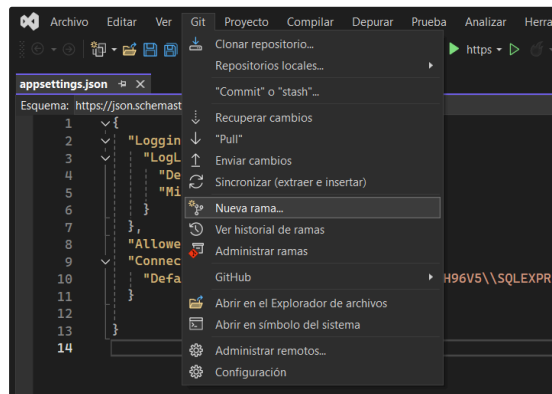 Archivo Editar Ver Git Proyecto Compilar Depurar Prueba Analizar
https
Clonar repositorio...
Repositorios locales...
"Commit" o "stash"...
Recuperar cambios
"Pull"
Enviar cambios
Sincronizar (extraer e insertar)
Nueva rama...
Ver historial de ramas
Administrar ramas
GitHub
Abrir en el Explorador de archivos
Abrir en símbolo del sistema
Administrar remotos...
Configuración
appsettings.json
Esquema: https://json.schemast
1 {
2 "Loggin
3 "LogL
4 "De
5 "Mi
6 }
7 },
8 "Allowe
9 "Connec
10 "Defa H96V5\\SQLEXPR
11 }
12
13 }
14